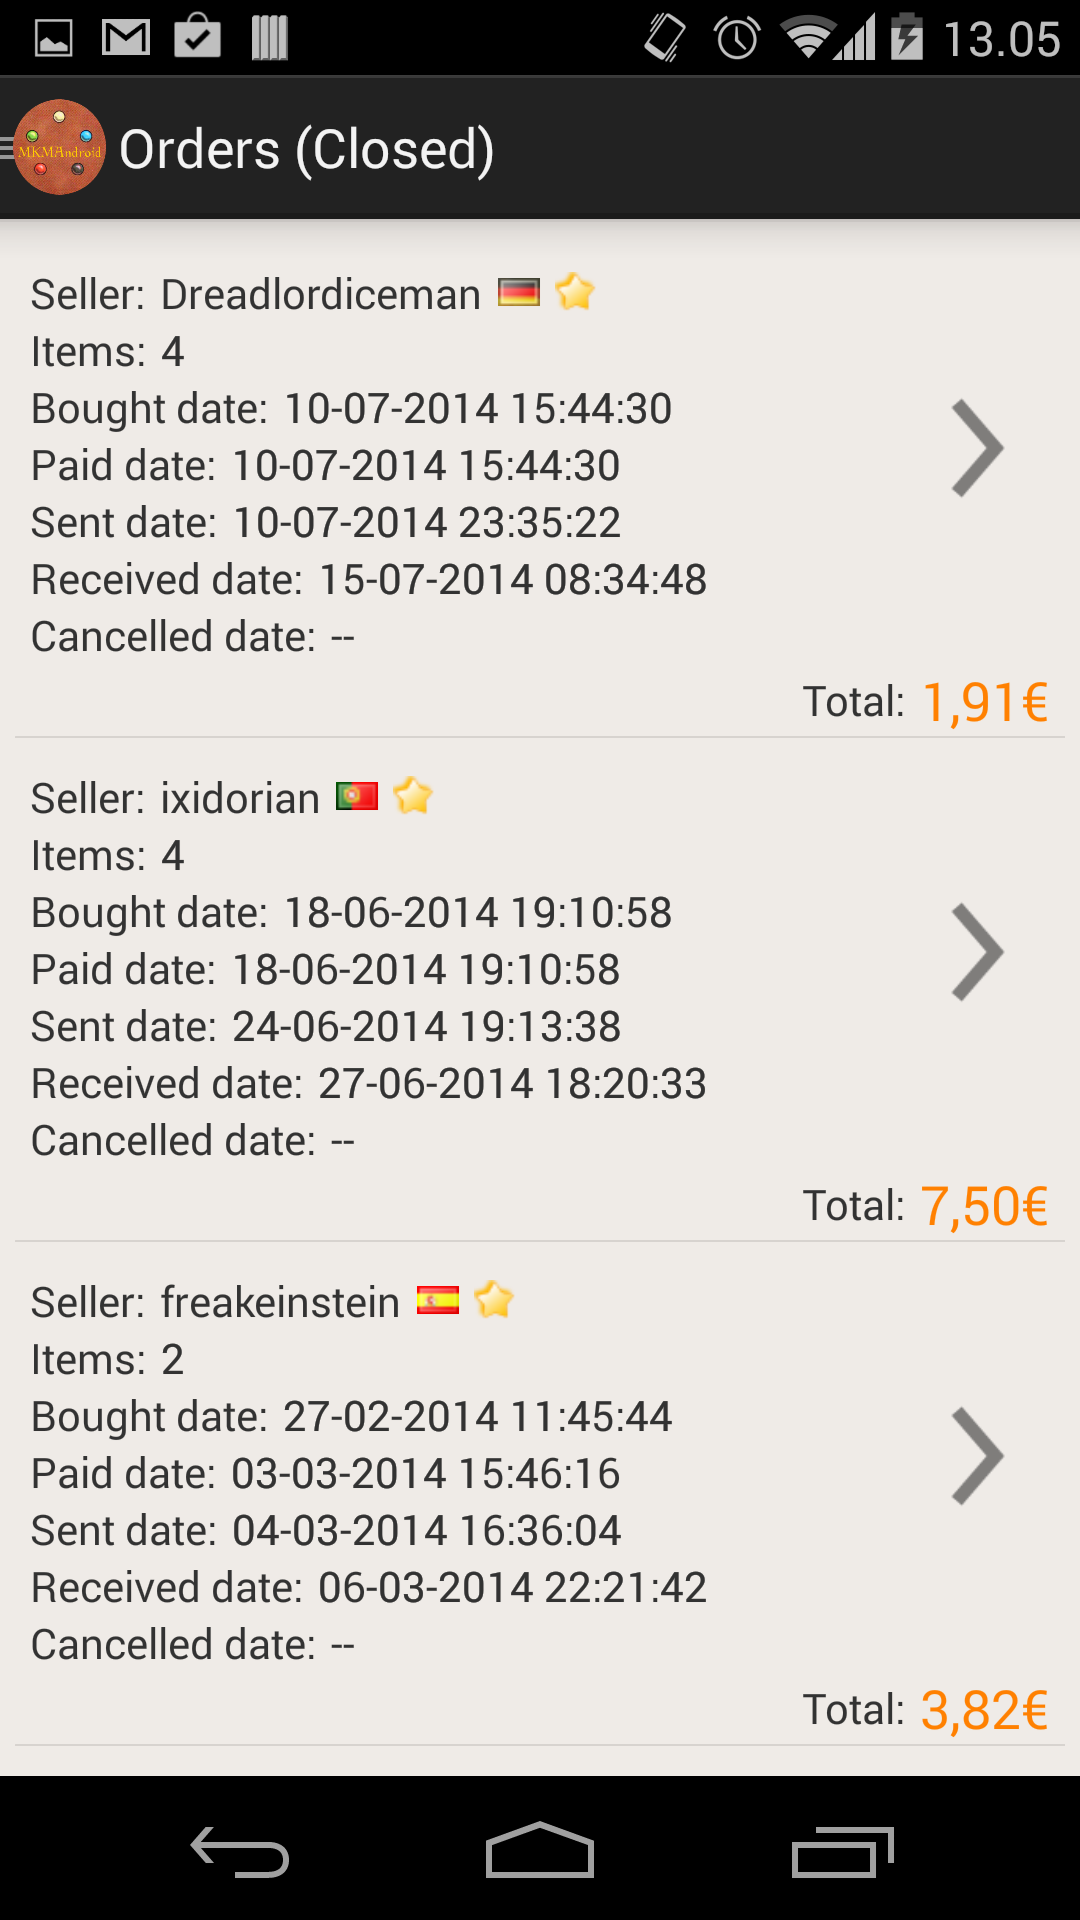 13.05
MKMAndroid
Orders (Closed)
Seller: Dreadlordiceman
Items: 4
Bought date: 10-07-2014 15:44:30
Paid date: 10-07-2014 15:44:30
Sent date: 10-07-2014 23:35:22
Received date: 15-07-2014 08:34:48
Cancelled date: --
Total: 1,91€
Seller: ixidorian
Items: 4
Bought date: 18-06-2014 19:10:58
Paid date: 18-06-2014 19:10:58
Sent date: 24-06-2014 19:13:38
Received date: 27-06-2014 18:20:33
Cancelled date: --
Total: 7,50€
Seller: freakeinstein
Items: 2
Bought date: 27-02-2014 11:45:44
Paid date: 03-03-2014 15:46:16
Sent date: 04-03-2014 16:36:04
Received date: 06-03-2014 22:21:42
Cancelled date: --
Total: 3,82€